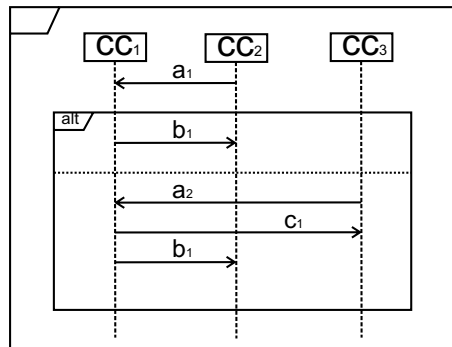 CC₁ CC₂ CC₃
a₁
alt
b₁
a₂
c₁
b₁